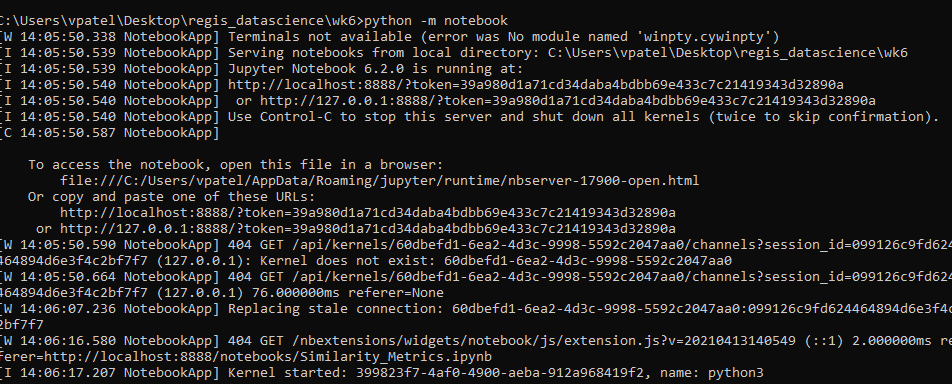 C:\Users\vpatel\Desktop\regis_datascience\wk6>python -m notebook
[W 14:05:50.338 NotebookApp] Terminals not available (error was No module named 'winpty.cywinpty')
[I 14:05:50.539 NotebookApp] Serving notebooks from local directory: C:\Users\vpatel\Desktop\regis_datascience\wk6
[I 14:05:50.539 NotebookApp] Jupyter Notebook 6.2.0 is running at:
[I 14:05:50.540 NotebookApp] http://localhost:8888/?token=39a980d1a71cd34daba4bdbb69e433c7c21419343d32890a
[I 14:05:50.540 NotebookApp]  or http://127.0.0.1:8888/?token=39a980d1a71cd34daba4bdbb69e433c7c21419343d32890a
[I 14:05:50.540 NotebookApp] Use Control-C to stop this server and shut down all kernels (twice to skip confirmation).
[C 14:05:50.587 NotebookApp]
To access the notebook, open this file in a browser:
file:///C:/Users/vpatel/AppData/Roaming/jupyter/runtime/nbserver-17900-open.html
Or copy and paste one of these URLs:
http://localhost:8888/?token=39a980d1a71cd34daba4bdbb69e433c7c21419343d32890a
or http://127.0.0.1:8888/?token=39a980d1a71cd34daba4bdbb69e433c7c21419343d32890a
[W 14:05:50.590 NotebookApp] 404 GET /api/kernels/60dbefd1-6ea2-4d3c-9998-5592c2047aa0/channels?session_id=099126c9fd624
464894d6e3f4c2bf7f7 (127.0.0.1): Kernel does not exist: 60dbefd1-6ea2-4d3c-9998-5592c2047aa0
[W 14:05:50.664 NotebookApp] 404 GET /api/kernels/60dbefd1-6ea2-4d3c-9998-5592c2047aa0/channels?session_id=099126c9fd624
464894d6e3f4c2bf7f7 (127.0.0.1) 76.000000ms referer=None
[W 14:06:07.236 NotebookApp] Replacing stale connection: 60dbefd1-6ea2-4d3c-9998-5592c2047aa0:099126c9fd624464894d6e3f4c
2bf7f7
[W 14:06:16.580 NotebookApp] 404 GET /nbextensions/widgets/notebook/js/extension.js?v=20210413140549 (::1) 2.000000ms re
ferer=http://localhost:8888/notebooks/Similarity_Metrics.ipynb
[I 14:06:17.207 NotebookApp] Kernel started: 399823f7-4af0-4900-aeba-912a968419f2, name: python3